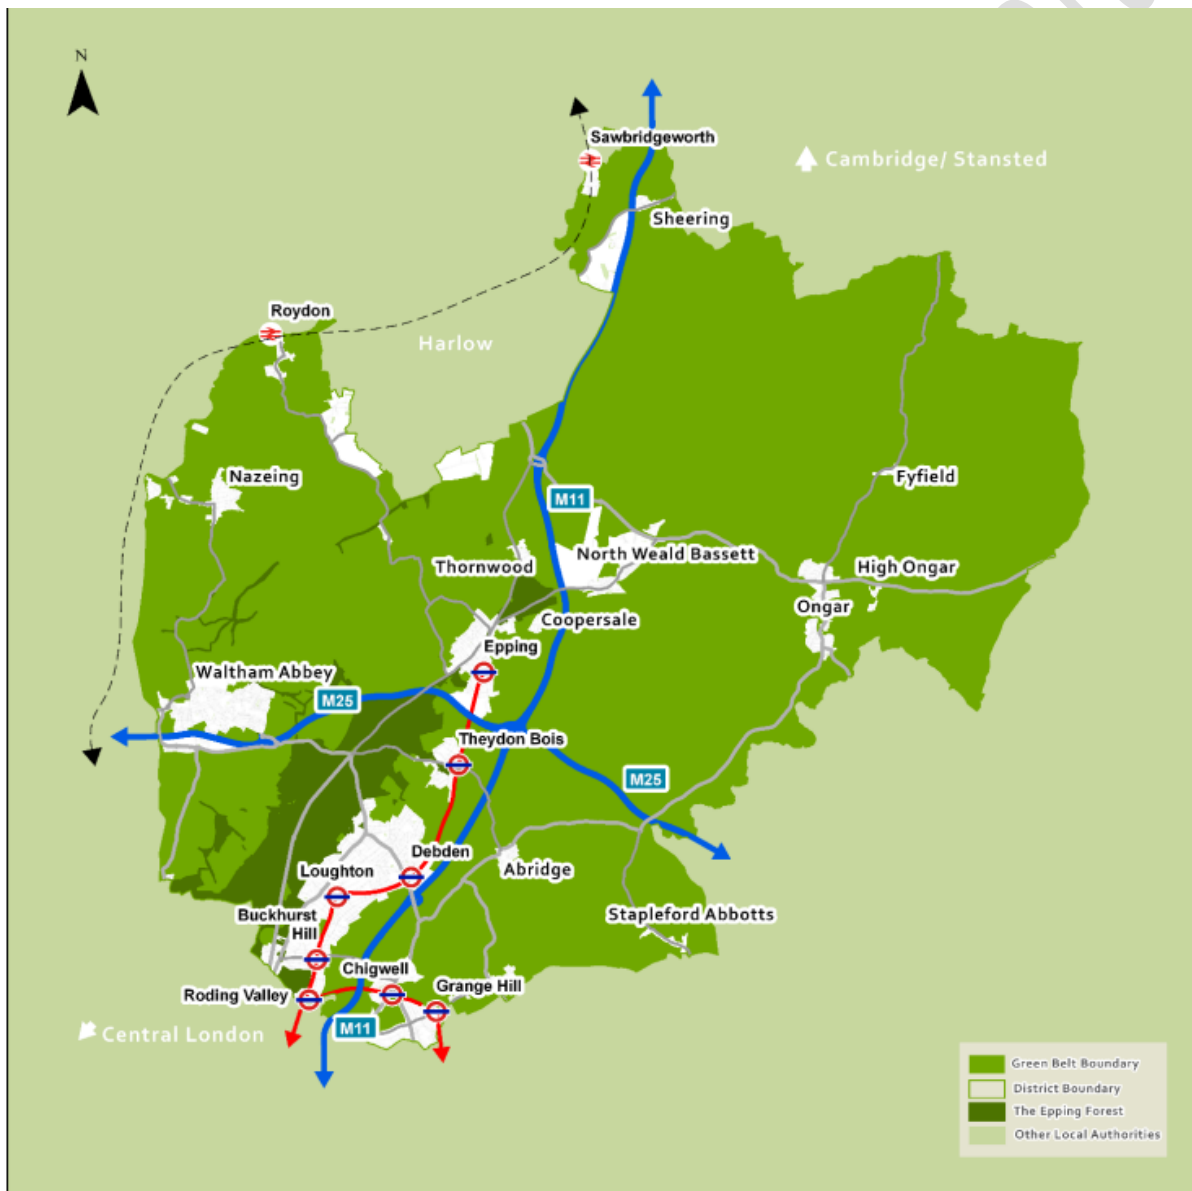 N
Sawbridgeworth
Cambridge/ Stansted
Sheering
Roydon
Harlow
Nazeing
Fyfield
M11
North Weald Bassett
Thornwood
High Ongar
Ongar
Coopersale
Epping
Waltham Abbey
M25
Theydon Bois
M25
Debden
Loughton
Abridge
Buckhurst
Hill
Stapleford Abbotts
Chigwell
Grange Hill
Roding Valley
M11
Central London
Green Belt Boundary
District Boundary
The Epping Forest
Other Local Authorities